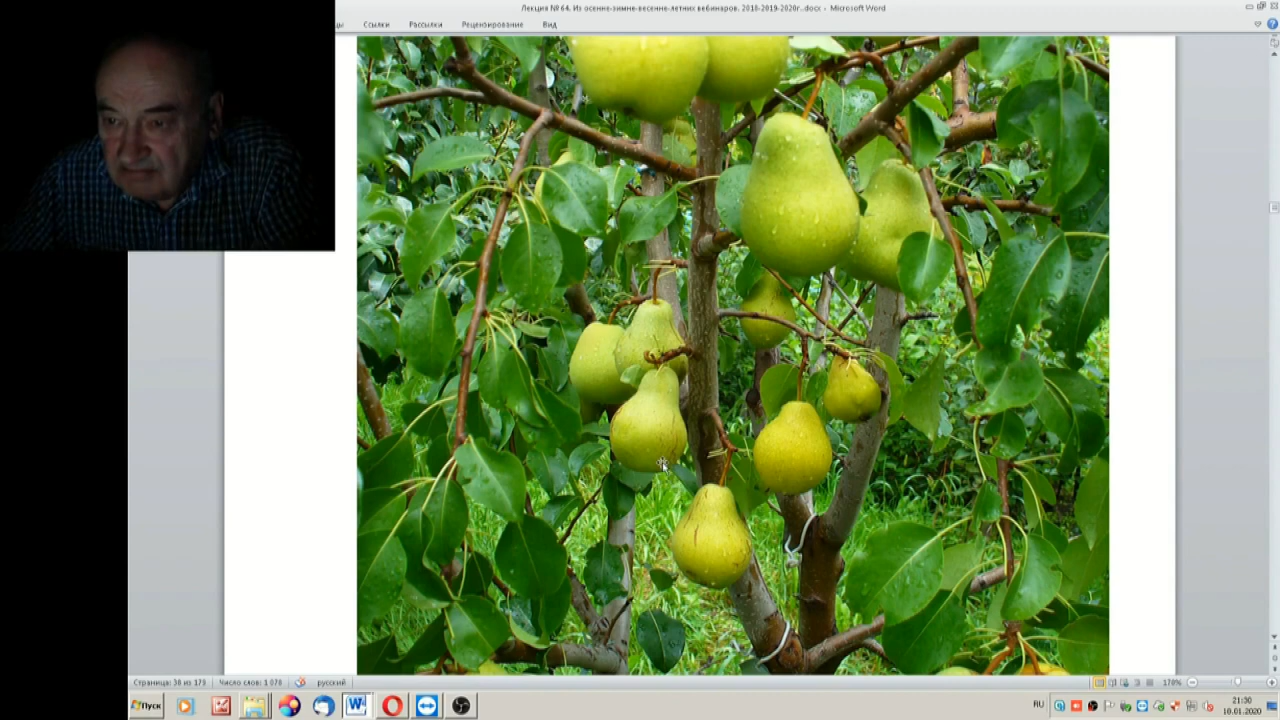 Лекция № 64. Из осенне-зимне-весенне-летних вебинаров. 2018-2019-2020г..docx - Microsoft Word
Ссылки Рассылки Рецензирование Вид
Страница: 38 из 173 Число слов: 1 078 русский 170%
Пуск RU 21:30
10.01.2020